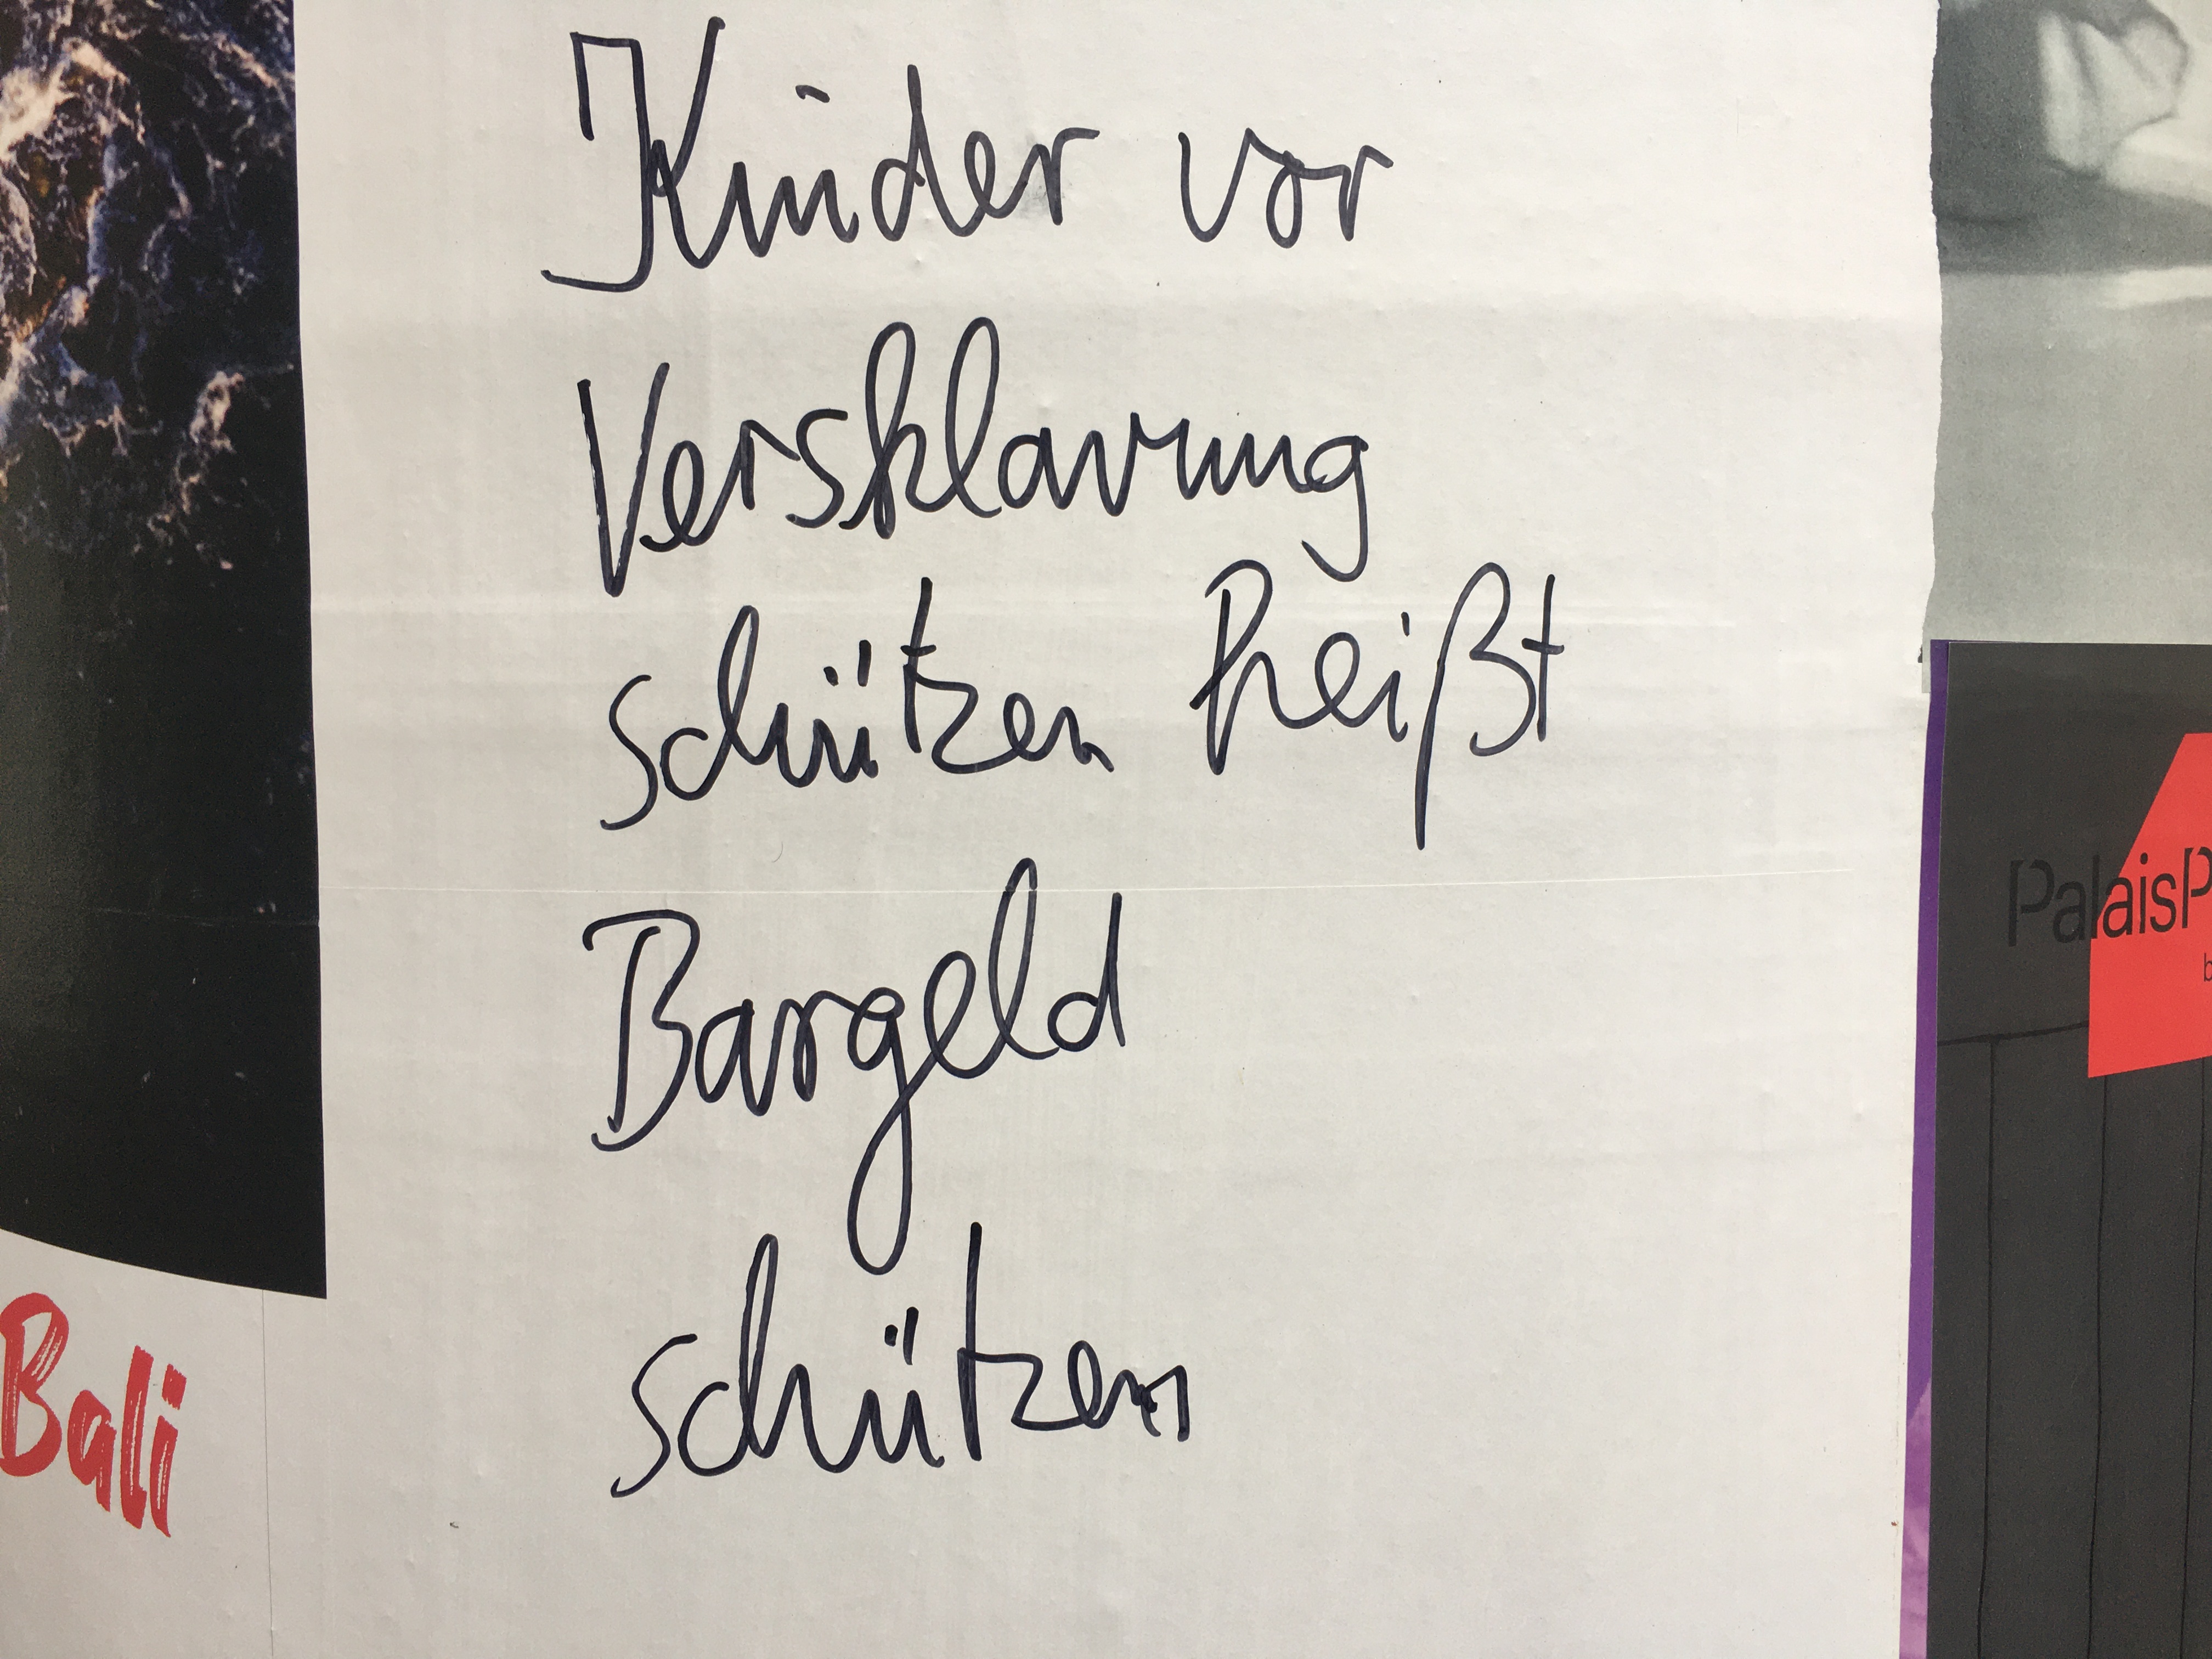 Kinder vor
Versklavung
schützen heißt
Bargeld
schützen
Bali
PalaisP
b